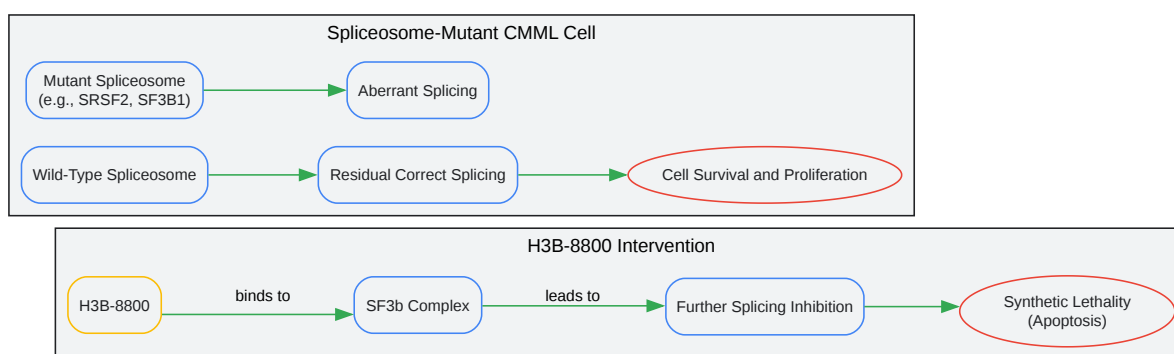 Spliceosome-Mutant CMML Cell
Mutant Spliceosome
(e.g., SRSF2, SF3B1)
Aberrant Splicing
Wild-Type Spliceosome
Residual Correct Splicing
Cell Survival and Proliferation
H3B-8800 Intervention
H3B-8800
binds to
SF3b Complex
leads to
Further Splicing Inhibition
Synthetic Lethality
(Apoptosis)